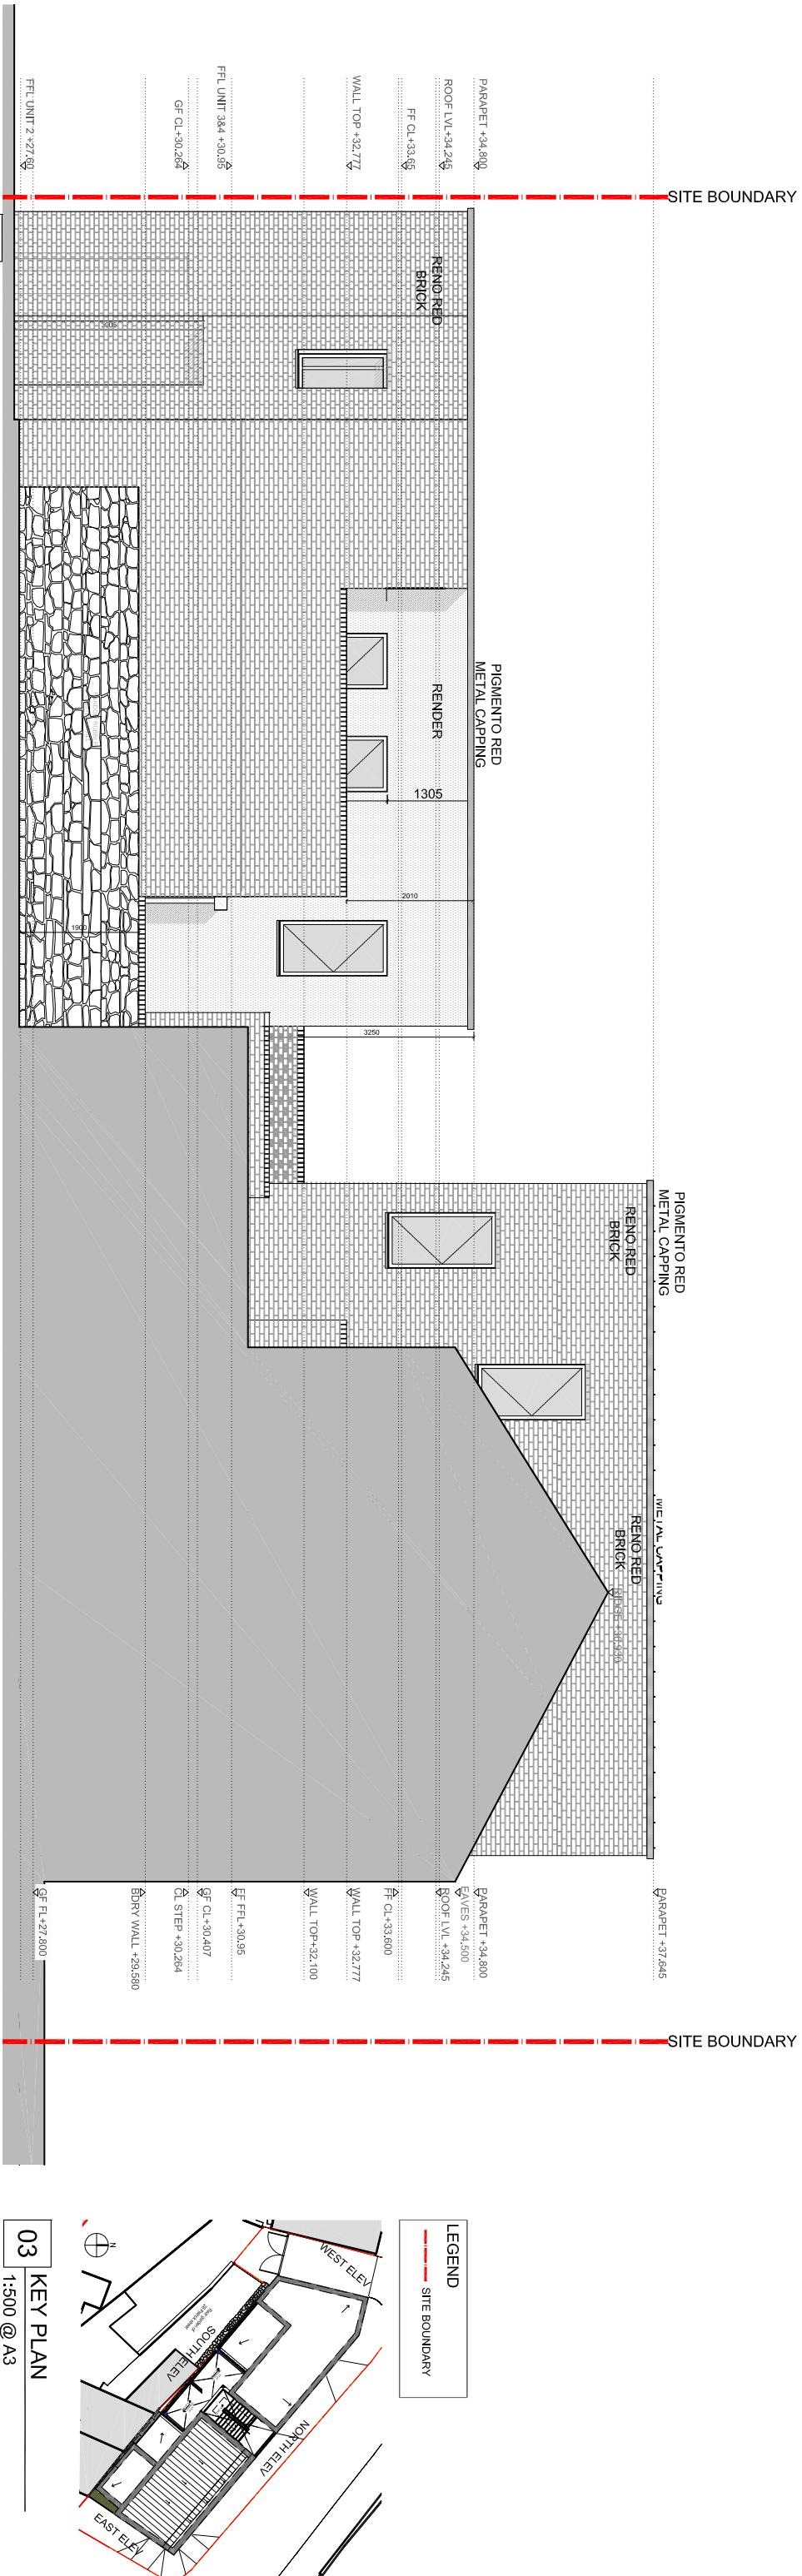 SITE BOUNDARY
PARAPET +34.800
ROOF LVL+34.245
FF CL+33.65
WALL TOP +32.777
FFL UNIT 3&4 +30.95
GF CL+30.264
FFL UNIT 2 +27.60
RENO RED
BRICK
3005
PIGMENTO RED
METAL CAPPING
RENDER
1305
2010
1900
3250
PIGMENTO RED
METAL CAPPING
RENO RED
BRICK
METAL CAPPING
RENO RED
BRICK
RIDGE +36.930
PARAPET +37.645
PARAPET +34.800
EAVES +34.500
ROOF LVL +34.245
FF CL+33.600
WALL TOP +32.777
WALL TOP+32.100
FF FFL+30.95
GF CL+30.407
CL STEP +30.264
BDRY WALL +29.580
GF FL+27.800
SITE BOUNDARY
LEGEND
SITE BOUNDARY
N
WEST ELEV
SOUTH ELEV
NORTH ELEV
EAST ELEV
03
KEY PLAN
1:500 @ A3